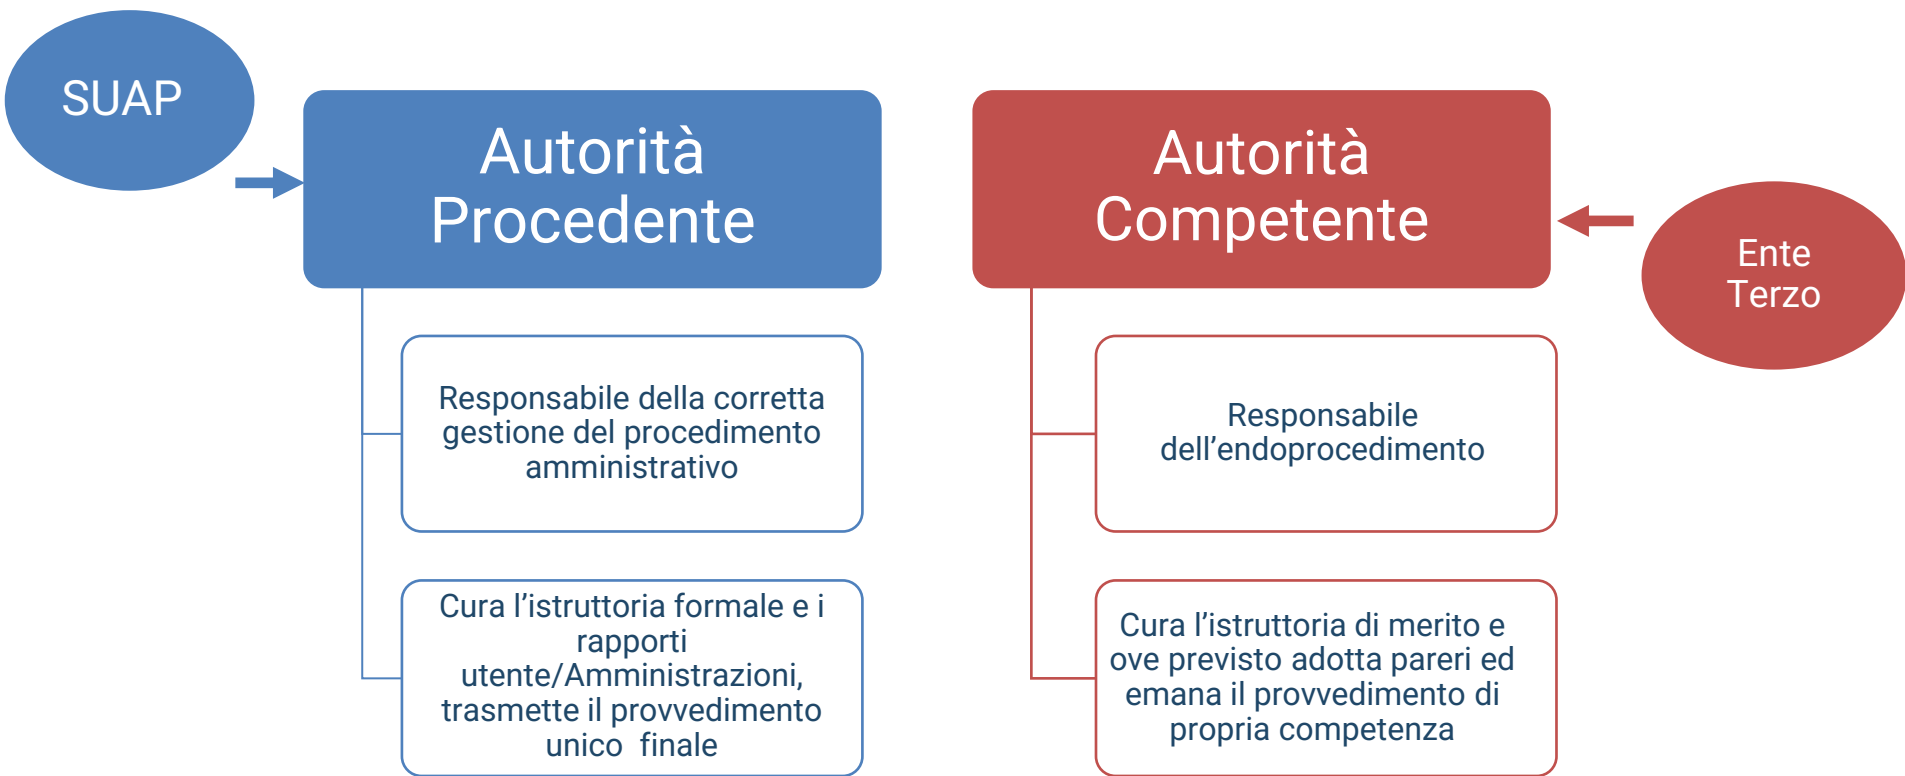 SUAP
Autorità
Procedente
Responsabile della corretta
gestione del procedimento
amministrativo
Cura l’istruttoria formale e i
rapporti
utente/Amministrazioni,
trasmette il provvedimento
unico finale
Autorità
Competente
Ente
Terzo
Responsabile
dell’endoprocedimento
Cura l’istruttoria di merito e
ove previsto adotta pareri ed
emana il provvedimento di
propria competenza